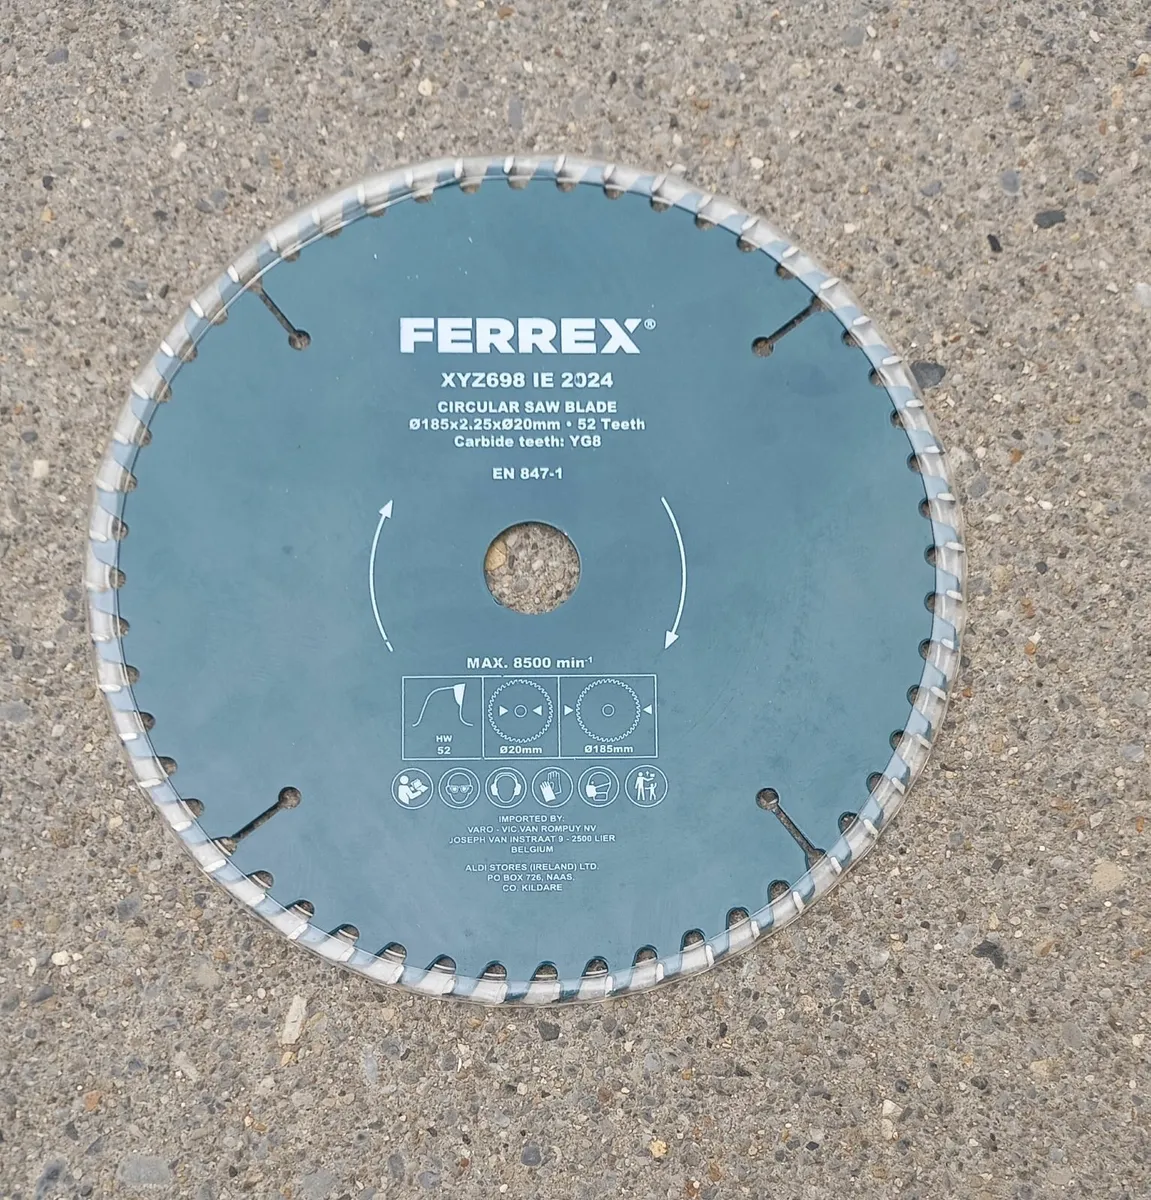 FERREX®
XYZ698 IE 2024
CIRCULAR SAW BLADE
Ø185x2.25xØ20mm • 52 Teeth
Carbide teeth: YG8
EN 847-1
MAX. 8500 min⁻¹
HW
52
Ø20mm
Ø185mm
IMPORTED BY:
VARO - VIC VAN ROMPUY NV
JOSEPH VAN INSTRAAT 9 - 2500 LIER
BELGIUM
ALDI STORES (IRELAND) LTD.
PO BOX 726, NAAS,
CO. KILDARE